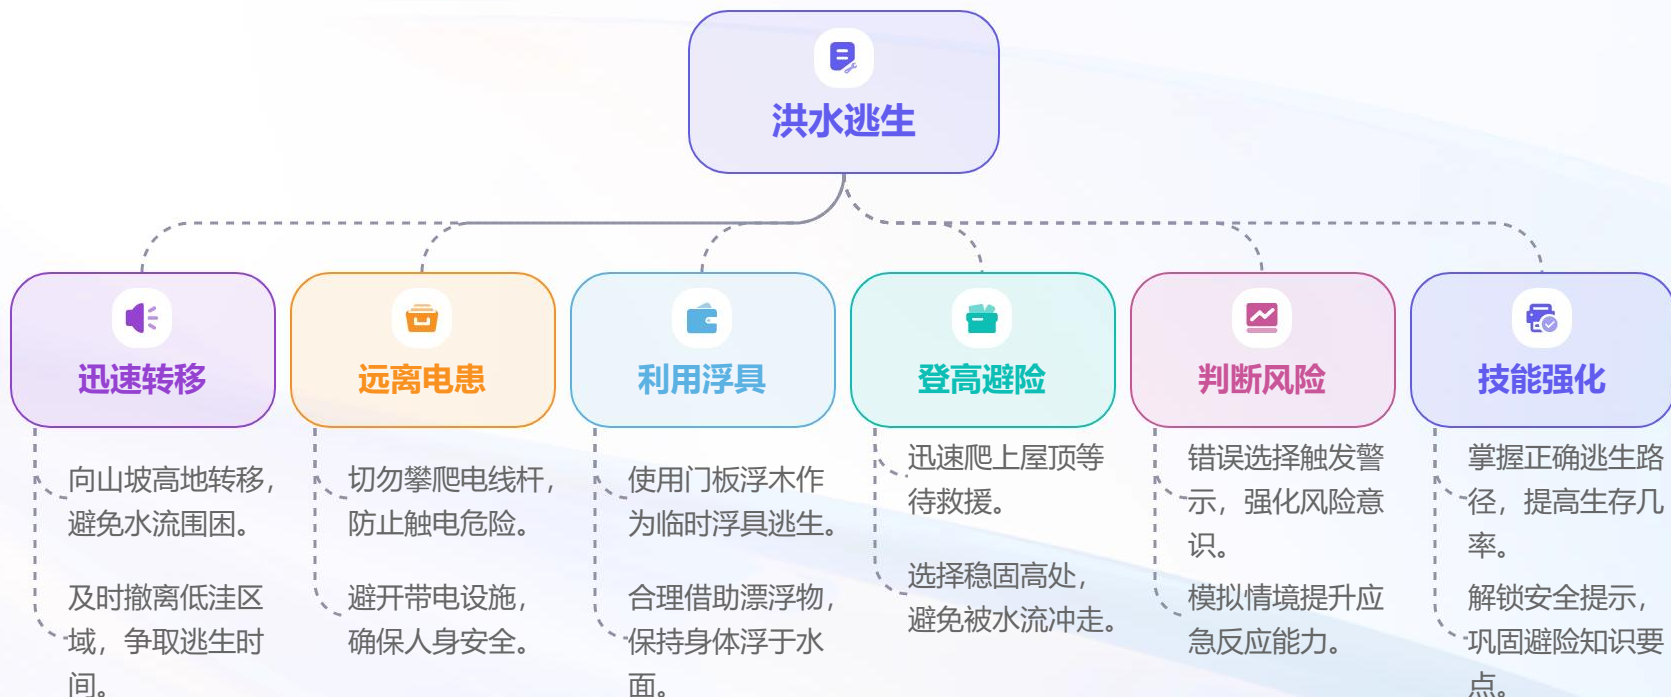 洪水逃生
迅速转移
向山坡高地转移，
避免水流围困。
及时撤离低洼区
域，争取逃生时
间。
远离电患
切勿攀爬电线杆，
防止触电危险。
避开带电设施，
确保人身安全。
利用浮具
使用门板浮木作
为临时浮具逃生。
合理借助漂浮物，
保持身体浮于水
面。
登高避险
迅速爬上屋顶等
待救援。
选择稳固高处，
避免被水流冲走。
判断风险
错误选择触发警
示，强化风险意
识。
模拟情境提升应
急反应能力。
技能强化
掌握正确逃生路
径，提高生存几
率。
解锁安全提示，
巩固避险知识要
点。